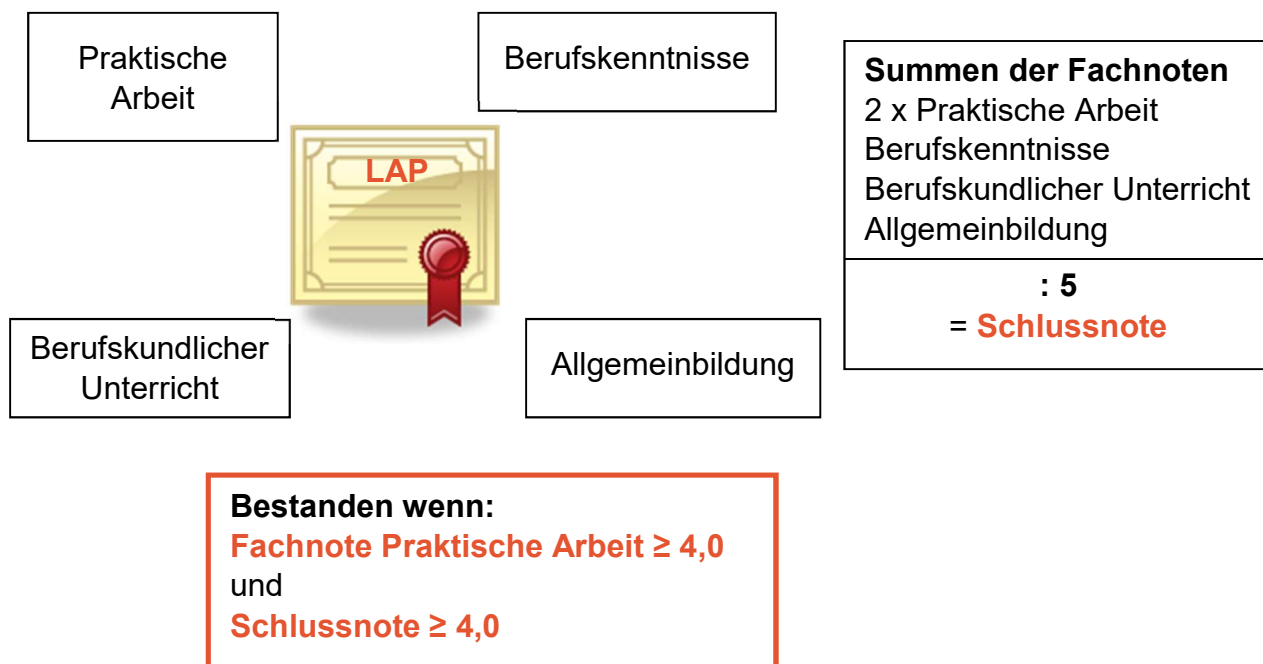 Praktische
Arbeit
Berufskenntnisse
LAP
Berufskundlicher
Unterricht
Allgemeinbildung
Summen der Fachnoten
2 x Praktische Arbeit
Berufskenntnisse
Berufskundlicher Unterricht
Allgemeinbildung
: 5
= Schlussnote
Bestanden wenn:
Fachnote Praktische Arbeit ≥ 4,0
und
Schlussnote ≥ 4,0